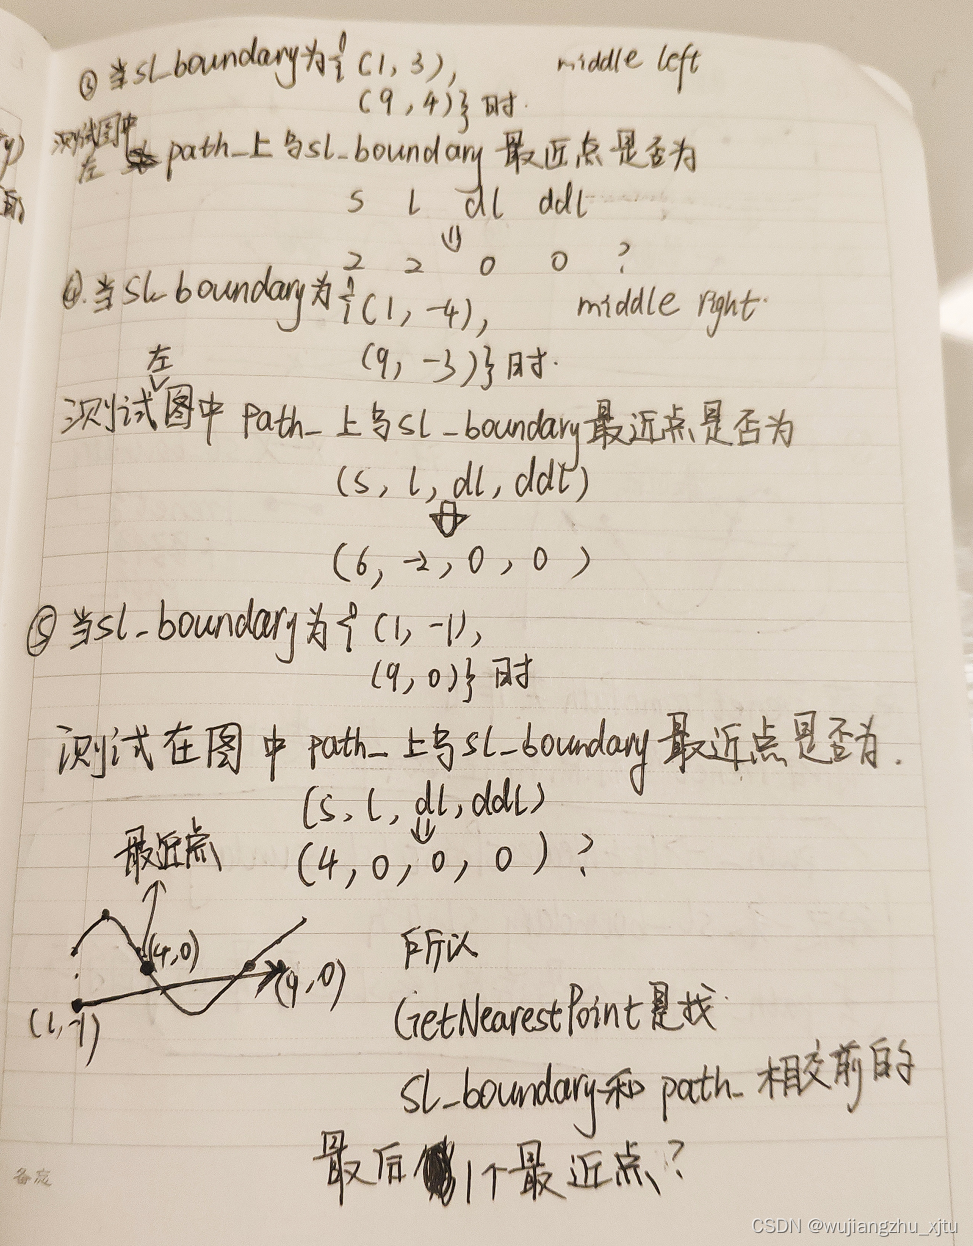 ③ 当sl_boundary为{(1,3), middle left
(9,4)}时.
测试图中
左 path_上与sl_boundary 最近点是否为
s l dl ddl
⇓
2 2 0 0 ?
④.当sl_boundary为{(1,-4), middle right.
(9,-3)}时.
左
测试图中 path_上与sl_boundary最近点是否为
(s, l, dl, ddl)
⇓
(6, -2, 0, 0)
⑤ 当sl_boundary为{(1,-1),
(9,0)}时
测试在图中 path_上与sl_boundary最近点是否为.
(s, l, dl, ddl)
⇓
(4, 0, 0, 0)?
最近点
(4,0)
(9,0)
(1,-1)
所以
GetNearestPoint是找
sl_boundary和path_相交前的
最后1个最近点?
备忘
CSDN @wujiangzhu_xjtu